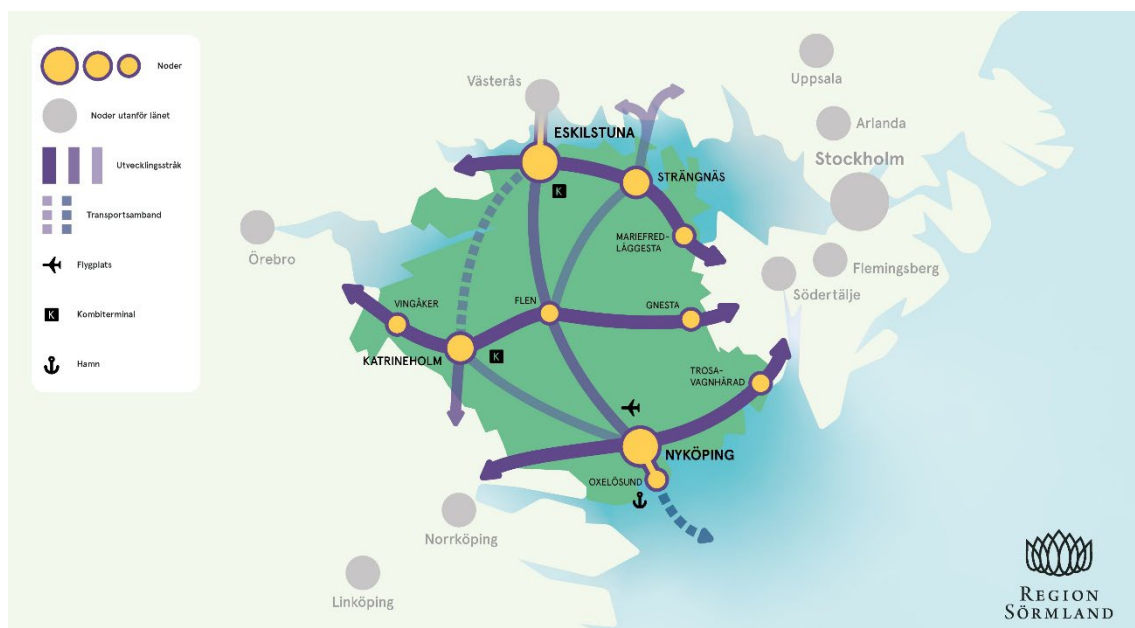 Noder
Noder utanför länet
Utvecklingsstråk
Transportsamband
Flygplats
K
Kombiterminal
Hamn
Västerås
Uppsala
ESKILSTUNA
Arlanda
Stockholm
STRÄNGNÄS
K
MARIEFRED-
LÄGGESTA
Örebro
Flemingsberg
Södertälje
VINGÅKER
FLEN
GNESTA
KATRINEHOLM
K
TROSA-
VAGNHÄRAD
NYKÖPING
OXELÖSUND
Norrköping
Linköping
REGION
SÖRMLAND